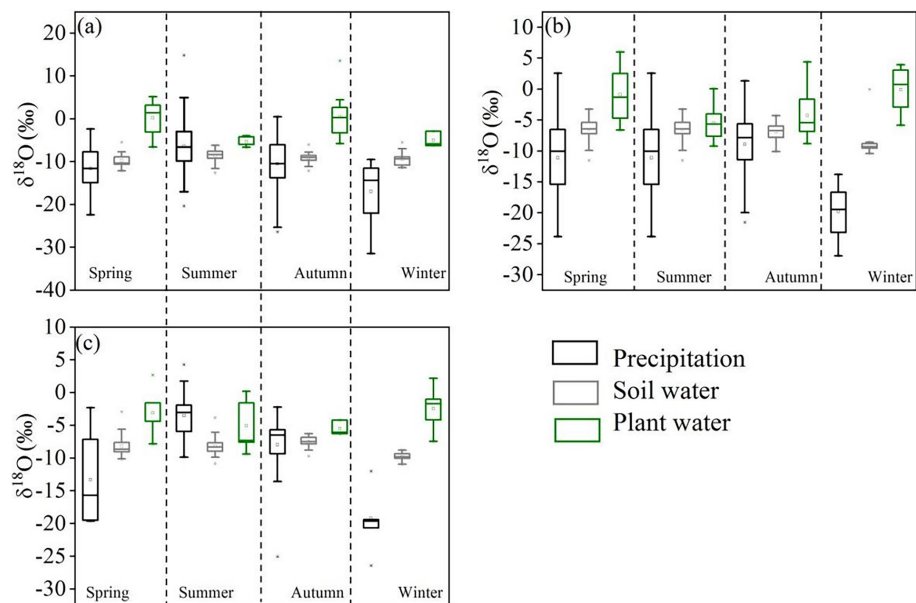 (a)
20
10
0
-10
-20
-30
-40
δ18O (‰)
Spring Summer Autumn Winter
(b)
10
5
0
-5
-10
-15
-20
-25
-30
δ18O (‰)
Spring Summer Autumn Winter
(c)
10
5
0
-5
-10
-15
-20
-25
-30
δ18O (‰)
Spring Summer Autumn Winter
Precipitation
Soil water
Plant water